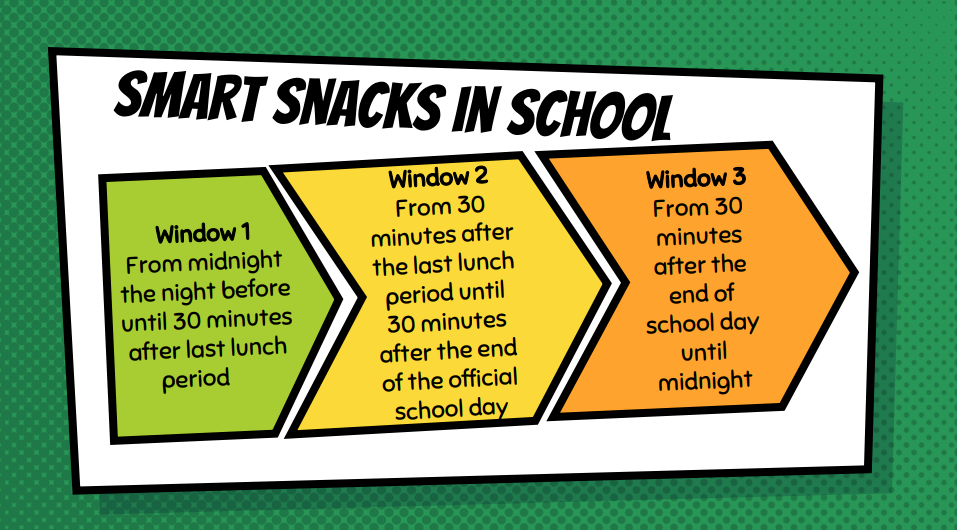 SMART SNACKS IN SCHOOL
Window 1
From midnight
the night before
until 30 minutes
after last lunch
period
Window 2
From 30
minutes after
the last lunch
period until
30 minutes
after the end
of the official
school day
Window 3
From 30
minutes
after the
end of
school day
until
midnight